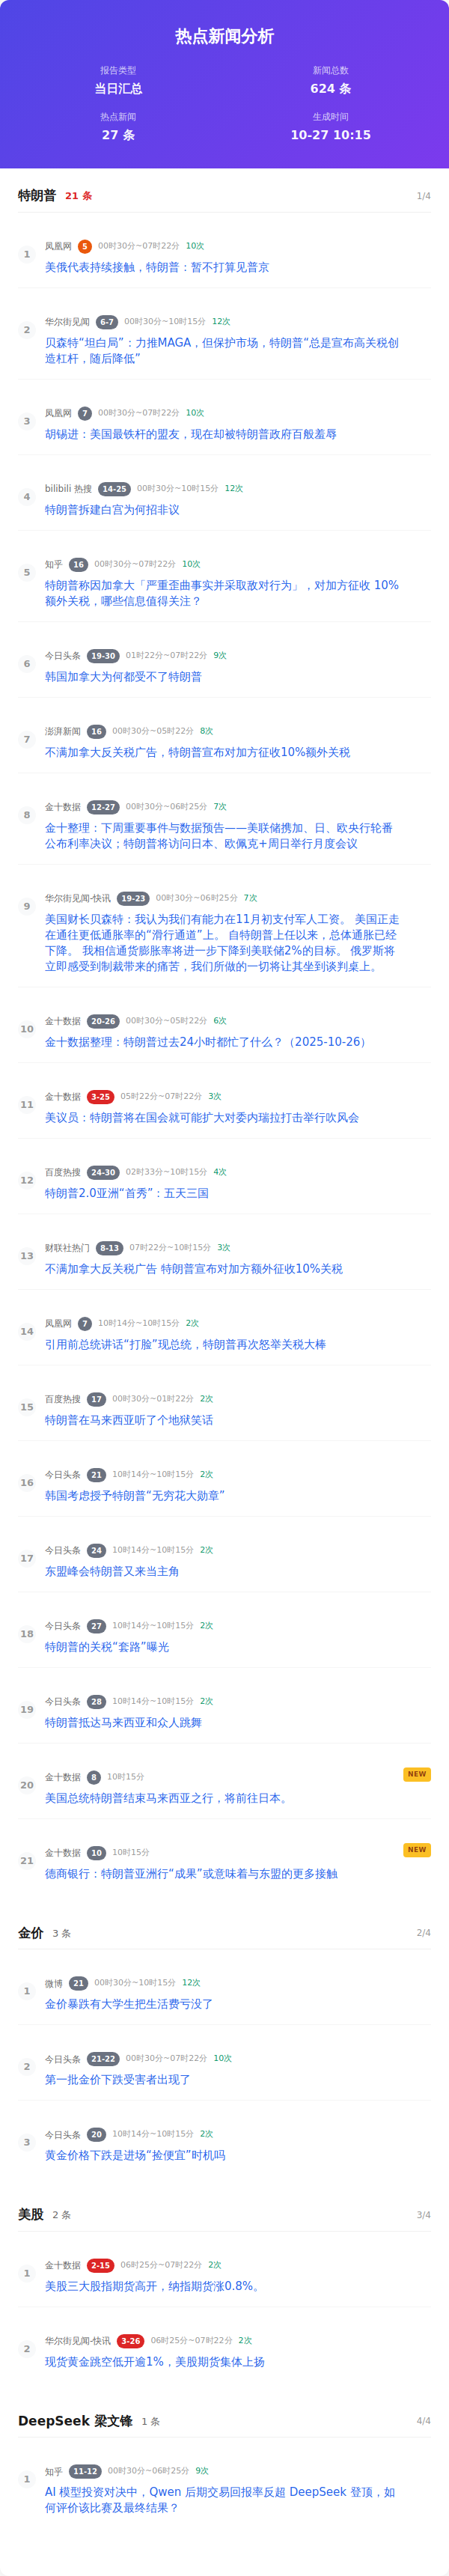 热点新闻分析
报告类型
当日汇总
新闻总数
624 条
热点新闻
27 条
生成时间
10-27 10:15
特朗普 21 条 1/4
1
凤凰网 5 00时30分~07时22分 10次
美俄代表持续接触，特朗普：暂不打算见普京
2
华尔街见闻 6-7 00时30分~10时15分 12次
贝森特“坦白局”：力推MAGA，但保护市场，特朗普“总是宣布高关税创
造杠杆，随后降低”
3
凤凰网 7 00时30分~07时22分 10次
胡锡进：美国最铁杆的盟友，现在却被特朗普政府百般羞辱
4
bilibili 热搜 14-25 00时30分~10时15分 12次
特朗普拆建白宫为何招非议
5
知乎 16 00时30分~07时22分 10次
特朗普称因加拿大「严重歪曲事实并采取敌对行为」，对加方征收 10%
额外关税，哪些信息值得关注？
6
今日头条 19-30 01时22分~07时22分 9次
韩国加拿大为何都受不了特朗普
7
澎湃新闻 16 00时30分~05时22分 8次
不满加拿大反关税广告，特朗普宣布对加方征收10%额外关税
8
金十数据 12-27 00时30分~06时25分 7次
金十整理：下周重要事件与数据预告——美联储携加、日、欧央行轮番
公布利率决议；特朗普将访问日本、欧佩克+周日举行月度会议
9
华尔街见闻-快讯 19-23 00时30分~06时25分 7次
美国财长贝森特：我认为我们有能力在11月初支付军人工资。 美国正走
在通往更低通胀率的“滑行通道”上。 自特朗普上任以来，总体通胀已经
下降。 我相信通货膨胀率将进一步下降到美联储2%的目标。 俄罗斯将
立即感受到制裁带来的痛苦，我们所做的一切将让其坐到谈判桌上。
10
金十数据 20-26 00时30分~05时22分 6次
金十数据整理：特朗普过去24小时都忙了什么？（2025-10-26）
11
金十数据 3-25 05时22分~07时22分 3次
美议员：特朗普将在国会就可能扩大对委内瑞拉打击举行吹风会
12
百度热搜 24-30 02时33分~10时15分 4次
特朗普2.0亚洲“首秀”：五天三国
13
财联社热门 8-13 07时22分~10时15分 3次
不满加拿大反关税广告 特朗普宣布对加方额外征收10%关税
14
凤凰网 7 10时14分~10时15分 2次
引用前总统讲话“打脸”现总统，特朗普再次怒举关税大棒
15
百度热搜 17 00时30分~01时22分 2次
特朗普在马来西亚听了个地狱笑话
16
今日头条 21 10时14分~10时15分 2次
韩国考虑授予特朗普“无穷花大勋章”
17
今日头条 24 10时14分~10时15分 2次
东盟峰会特朗普又来当主角
18
今日头条 27 10时14分~10时15分 2次
特朗普的关税“套路”曝光
19
今日头条 28 10时14分~10时15分 2次
特朗普抵达马来西亚和众人跳舞
20
金十数据 8 10时15分 NEW
美国总统特朗普结束马来西亚之行，将前往日本。
21
金十数据 10 10时15分 NEW
德商银行：特朗普亚洲行“成果”或意味着与东盟的更多接触
金价 3 条 2/4
1
微博 21 00时30分~10时15分 12次
金价暴跌有大学生把生活费亏没了
2
今日头条 21-22 00时30分~07时22分 10次
第一批金价下跌受害者出现了
3
今日头条 20 10时14分~10时15分 2次
黄金价格下跌是进场“捡便宜”时机吗
美股 2 条 3/4
1
金十数据 2-15 06时25分~07时22分 2次
美股三大股指期货高开，纳指期货涨0.8%。
2
华尔街见闻-快讯 3-26 06时25分~07时22分 2次
现货黄金跳空低开逾1%，美股期货集体上扬
DeepSeek 梁文锋 1 条 4/4
1
知乎 11-12 00时30分~06时25分 9次
AI 模型投资对决中，Qwen 后期交易回报率反超 DeepSeek 登顶，如
何评价该比赛及最终结果？